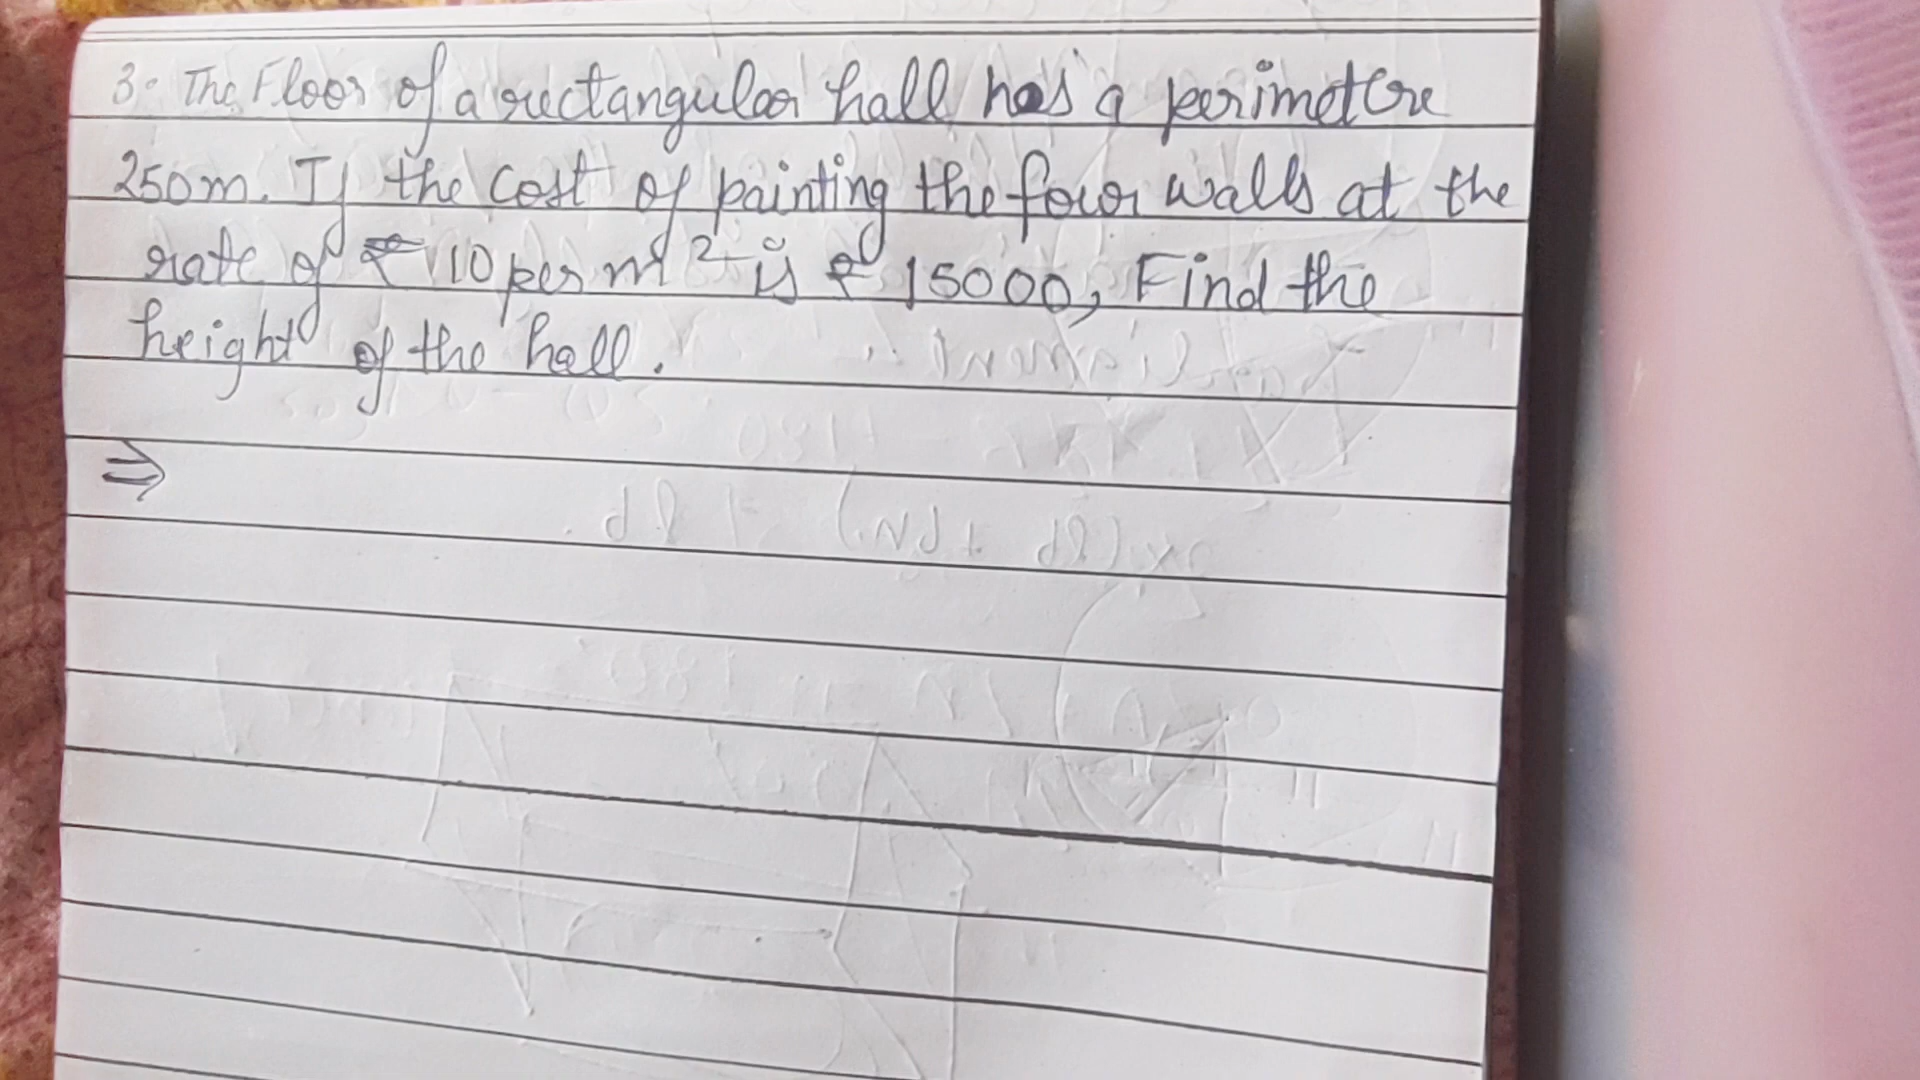 3. The Floor of a rectangular hall has a perimetre
250m. If the cost of painting the four walls at the
rate of ₹ 10 per m² is ₹ 15000, Find the
height of the hall.
⇒